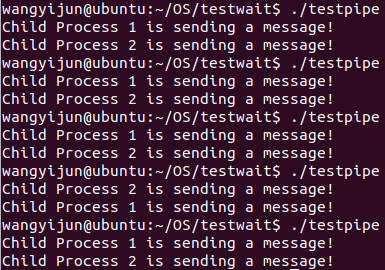 wangyijun@ubuntu:~/OS/testwait$ ./testpipe
Child Process 1 is sending a message!
Child Process 2 is sending a message!
wangyijun@ubuntu:~/OS/testwait$ ./testpipe
Child Process 1 is sending a message!
Child Process 2 is sending a message!
wangyijun@ubuntu:~/OS/testwait$ ./testpipe
Child Process 1 is sending a message!
Child Process 2 is sending a message!
wangyijun@ubuntu:~/OS/testwait$ ./testpipe
Child Process 2 is sending a message!
Child Process 1 is sending a message!
wangyijun@ubuntu:~/OS/testwait$ ./testpipe
Child Process 1 is sending a message!
Child Process 2 is sending a message!